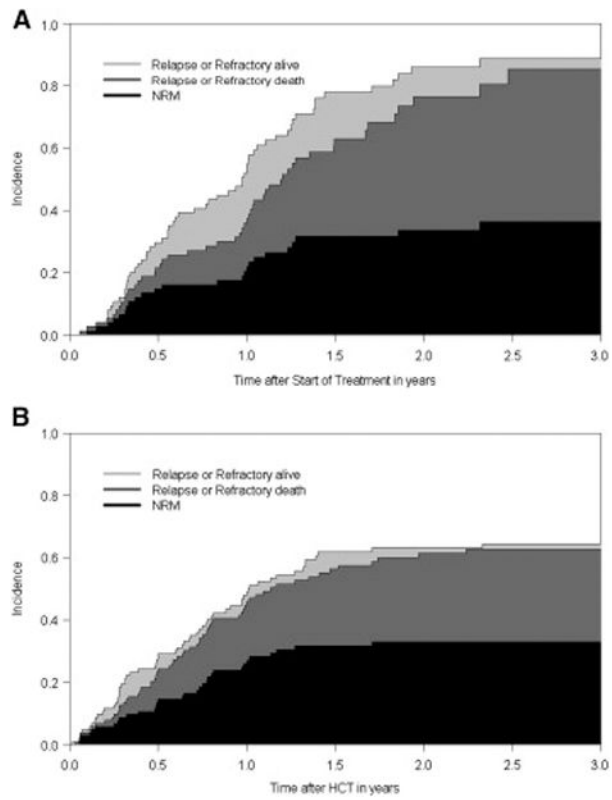 A
1.0
0.8
0.6
0.4
0.2
0.0
Incidence
Relapse or Refractory alive
Relapse or Refractory death
NRM
0.0 0.5 1.0 1.5 2.0 2.5 3.0
Time after Start of Treatment in years
B
1.0
0.8
0.6
0.4
0.2
0.0
Incidence
Relapse or Refractory alive
Relapse or Refractory death
NRM
0.0 0.5 1.0 1.5 2.0 2.5 3.0
Time after HCT in years